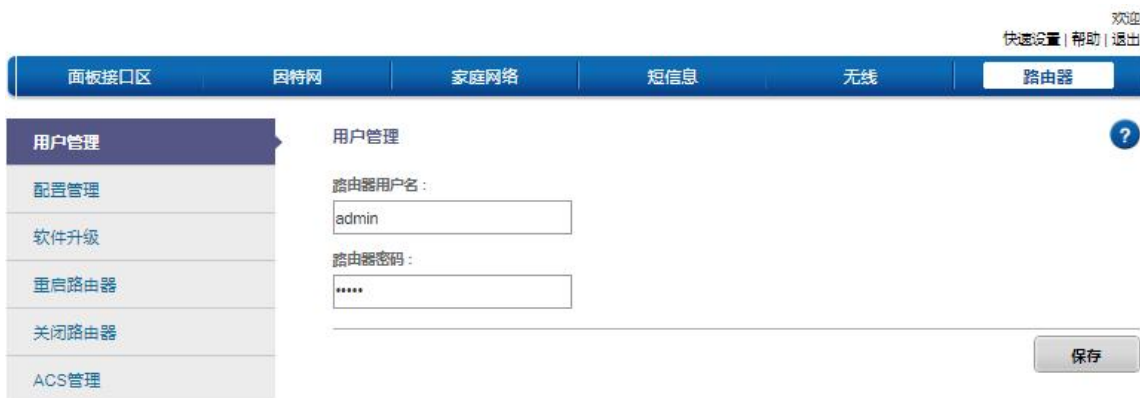 欢迎
快速设置 | 帮助 | 退出
面板接口区 因特网 家庭网络 短信息 无线 路由器
用户管理
配置管理
软件升级
重启路由器
关闭路由器
ACS管理
用户管理
?
路由器用户名：
admin
路由器密码：
•••••
保存